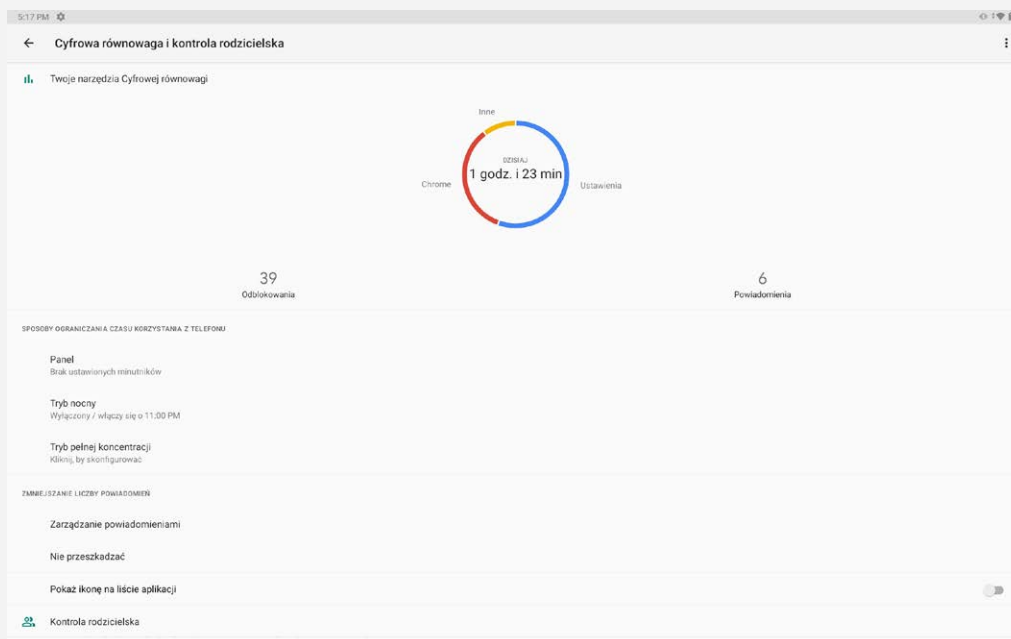 5:17 PM
Cyfrowa równowaga i kontrola rodzicielska
Twoje narzędzia Cyfrowej równowagi
Inne
DZISIAJ
1 godz. i 23 min
Chrome
Ustawienia
39
Odblokowania
6
Powiadomienia
SPOSOBY OGRANICZANIA CZASU KORZYSTANIA Z TELEFONU
Panel
Brak ustawionych minutników
Tryb nocny
Wyłączony / włączy się o 11:00 PM
Tryb pełnej koncentracji
Kliknij, by skonfigurować
ZMNIEJSZANIE LICZBY POWIADOMIEŃ
Zarządzanie powiadomieniami
Nie przeszkadzać
Pokaż ikonę na liście aplikacji
Kontrola rodzicielska